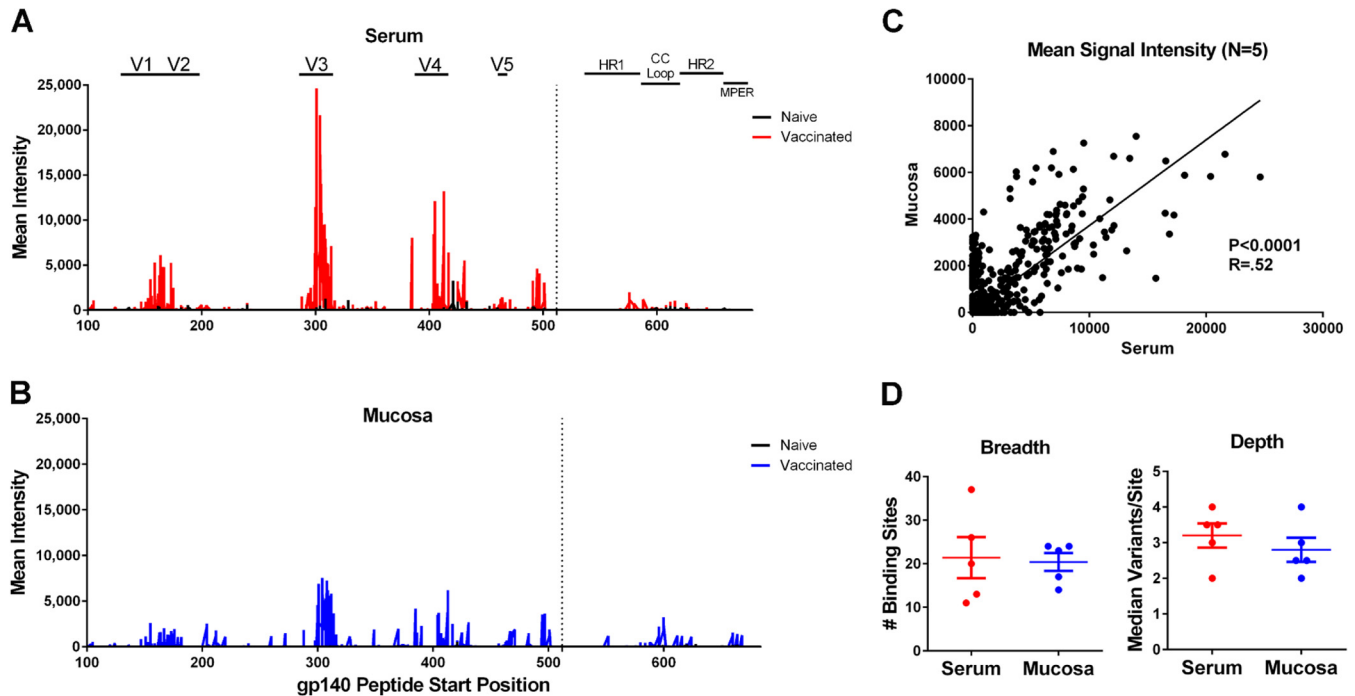 A
Serum
V1 V2 V3 V4 V5 HR1 CC Loop HR2 MPER
25,000
20,000
15,000
10,000
5,000
0
Mean Intensity
100 200 300 400 500 600
Naive
Vaccinated
B
Mucosa
25,000
20,000
15,000
10,000
5,000
0
Mean Intensity
100 200 300 400 500 600
gp140 Peptide Start Position
Naive
Vaccinated
C
Mean Signal Intensity (N=5)
10000
8000
6000
4000
2000
0
Mucosa
P<0.0001
R=.52
0 10000 20000 30000
Serum
D
Breadth
40
30
20
10
0
# Binding Sites
Serum Mucosa
Depth
5
4
3
2
1
0
Median Variants/Site
Serum Mucosa